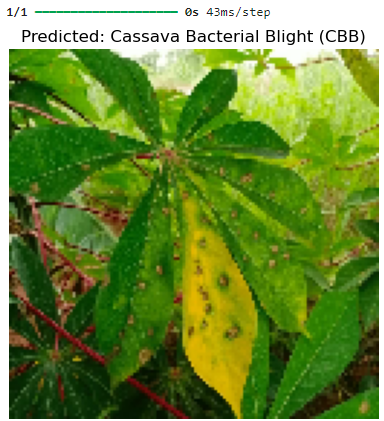 1/1 ━━━━━━━━━━━━━━━━━━━━ 0s 43ms/step
Predicted: Cassava Bacterial Blight (CBB)